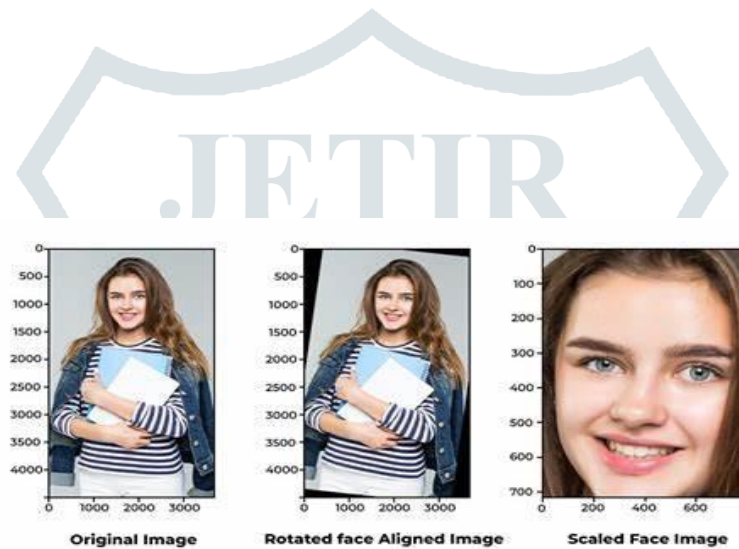 JETIR
0 0 0
500 500 100
1000 1000 200
1500 1500 300
2000 2000 400
2500 2500 500
3000 3000 600
3500 3500 700
4000 4000
0 1000 2000 3000 0 1000 2000 3000 0 200 400 600
Original Image Rotated face Aligned Image Scaled Face Image